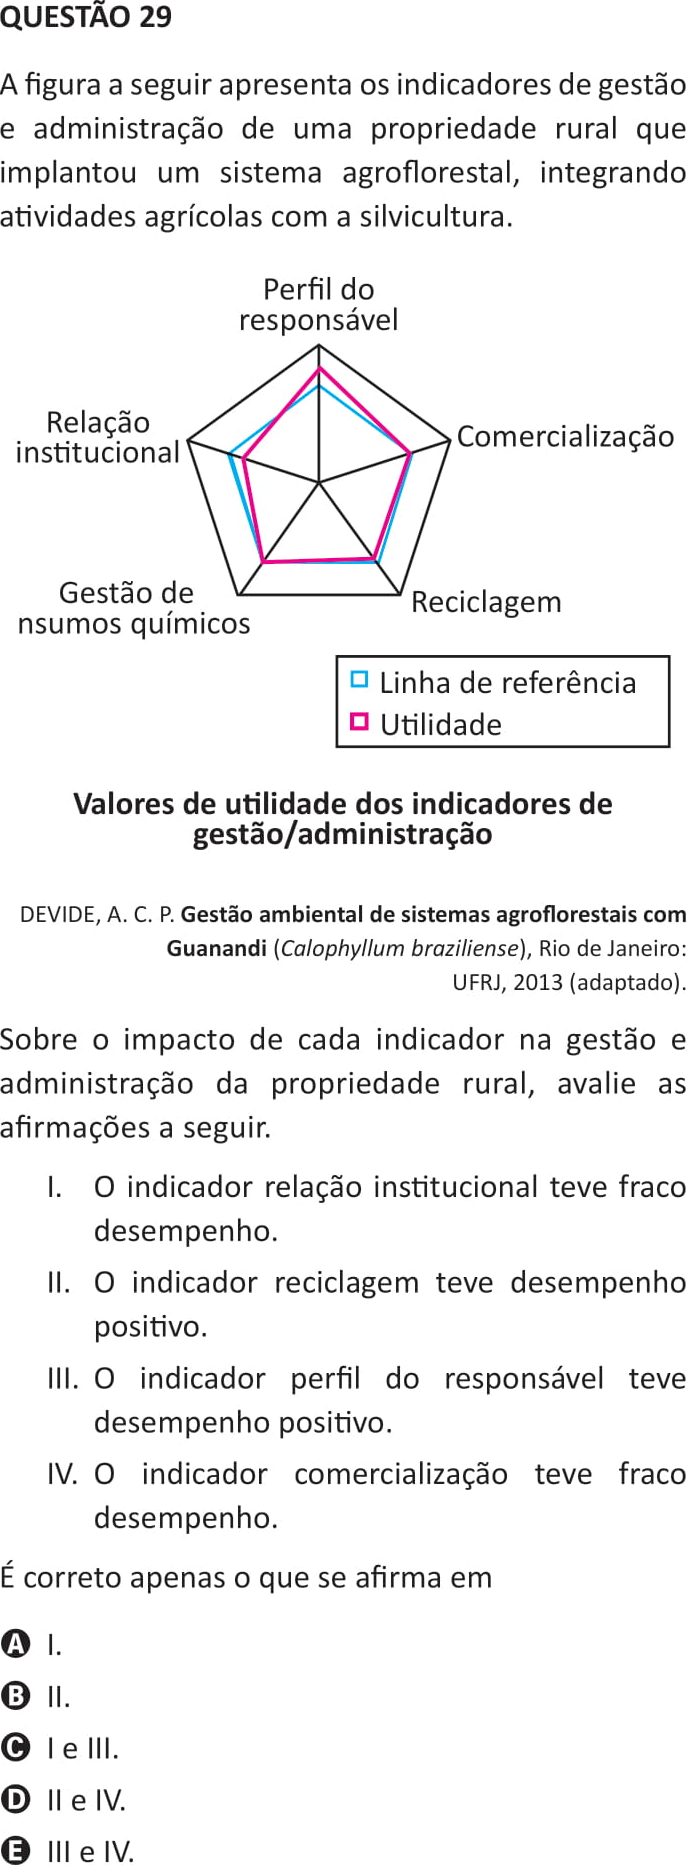 QUESTÃO 29
A figura a seguir apresenta os indicadores de gestão
e administração de uma propriedade rural que
implantou um sistema agroflorestal, integrando
atividades agrícolas com a silvicultura.
Perfil do
responsável
Relação
institucional
Comercialização
Gestão de
nsumos químicos
Reciclagem
Linha de referência
Utilidade
Valores de utilidade dos indicadores de
gestão/administração
DEVIDE, A. C. P. Gestão ambiental de sistemas agroflorestais com
Guanandi (Calophyllum braziliense), Rio de Janeiro:
UFRJ, 2013 (adaptado).
Sobre o impacto de cada indicador na gestão e
administração da propriedade rural, avalie as
afirmações a seguir.
I. O indicador relação institucional teve fraco
desempenho.
II. O indicador reciclagem teve desempenho
positivo.
III. O indicador perfil do responsável teve
desempenho positivo.
IV. O indicador comercialização teve fraco
desempenho.
É correto apenas o que se afirma em
A I.
B II.
C I e III.
D II e IV.
E III e IV.